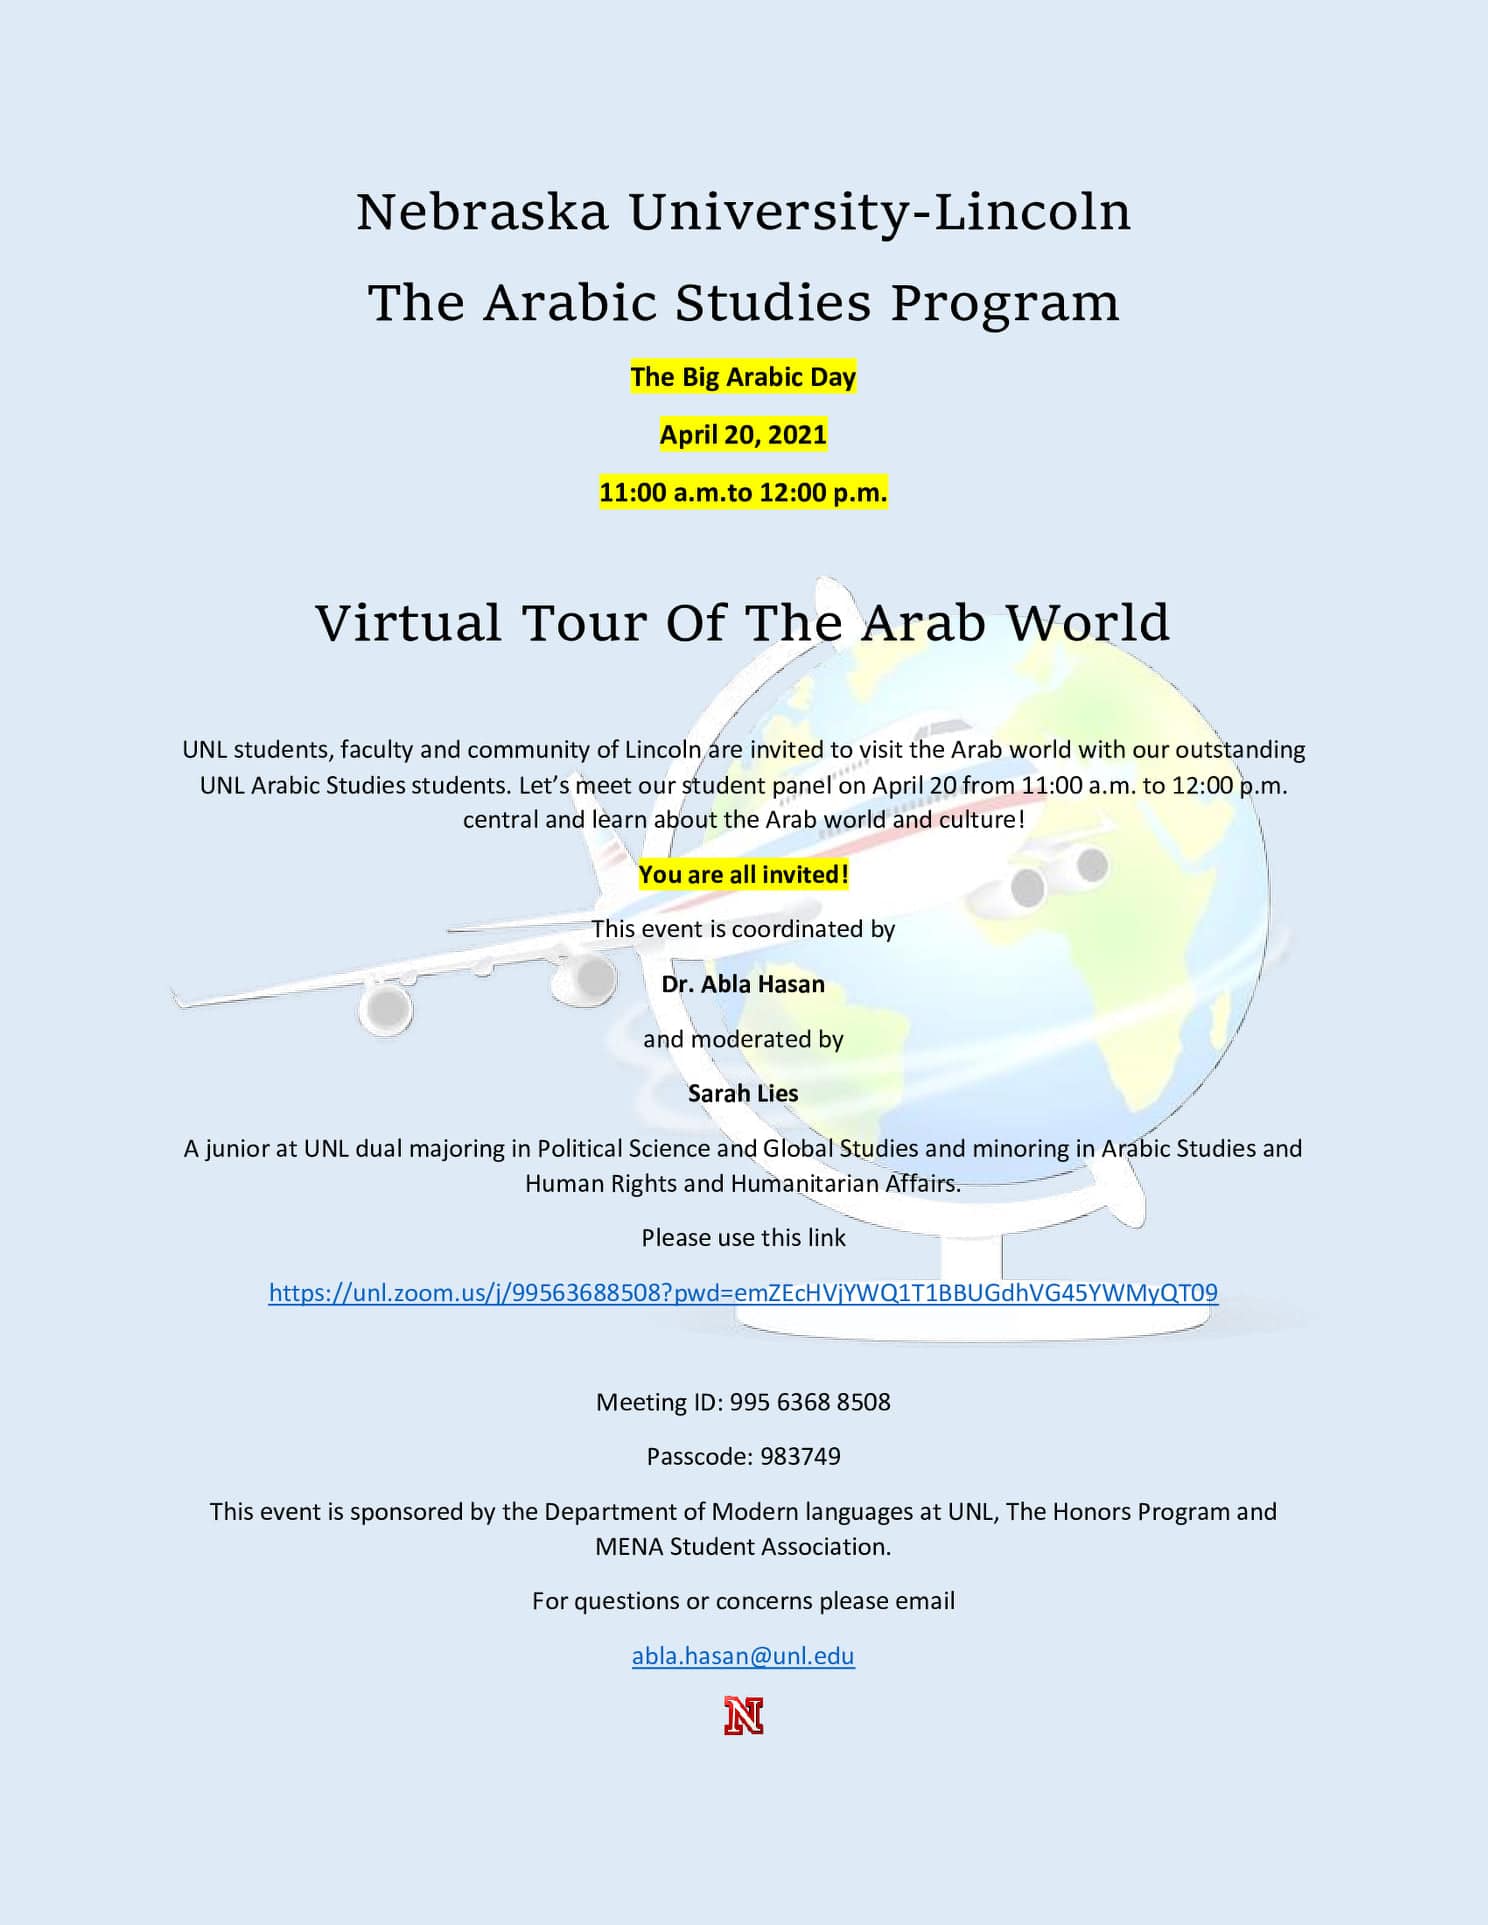 Nebraska University-Lincoln
The Arabic Studies Program
The Big Arabic Day
April 20, 2021
11:00 a.m.to 12:00 p.m.
Virtual Tour Of The Arab World
UNL students, faculty and community of Lincoln are invited to visit the Arab world with our outstanding
UNL Arabic Studies students. Let’s meet our student panel on April 20 from 11:00 a.m. to 12:00 p.m.
central and learn about the Arab world and culture!
You are all invited!
This event is coordinated by
Dr. Abla Hasan
and moderated by
Sarah Lies
A junior at UNL dual majoring in Political Science and Global Studies and minoring in Arabic Studies and
Human Rights and Humanitarian Affairs.
Please use this link
https://unl.zoom.us/j/99563688508?pwd=emZEcHVjYWQ1T1BBUGdhVG45YWMyQT09
Meeting ID: 995 6368 8508
Passcode: 983749
This event is sponsored by the Department of Modern languages at UNL, The Honors Program and
MENA Student Association.
For questions or concerns please email
abla.hasan@unl.edu
N